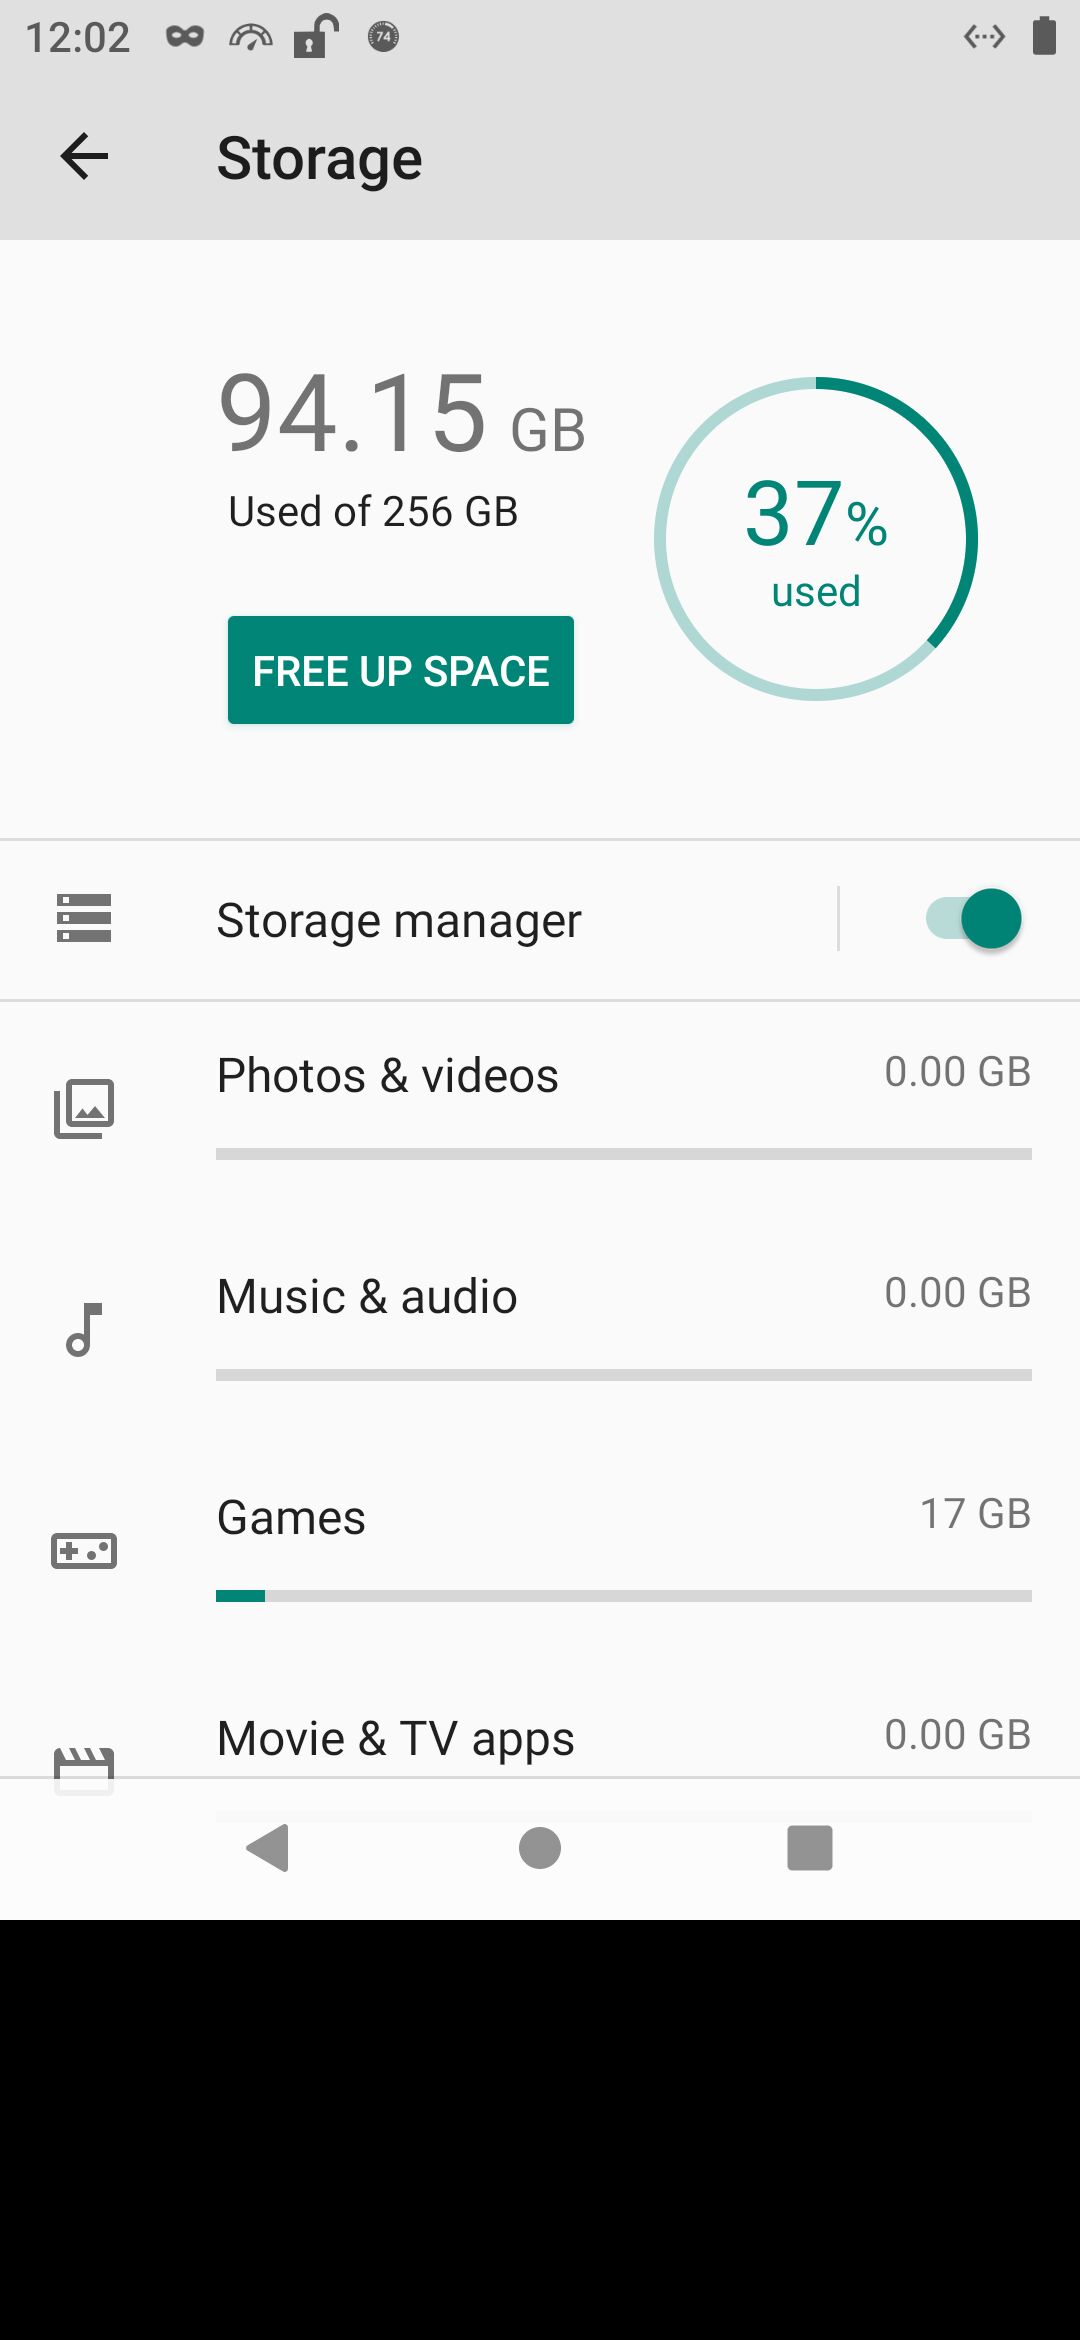 12:02 74
Storage
94.15 GB
Used of 256 GB
37%
used
FREE UP SPACE
Storage manager
Photos & videos 0.00 GB
Music & audio 0.00 GB
Games 17 GB
Movie & TV apps 0.00 GB